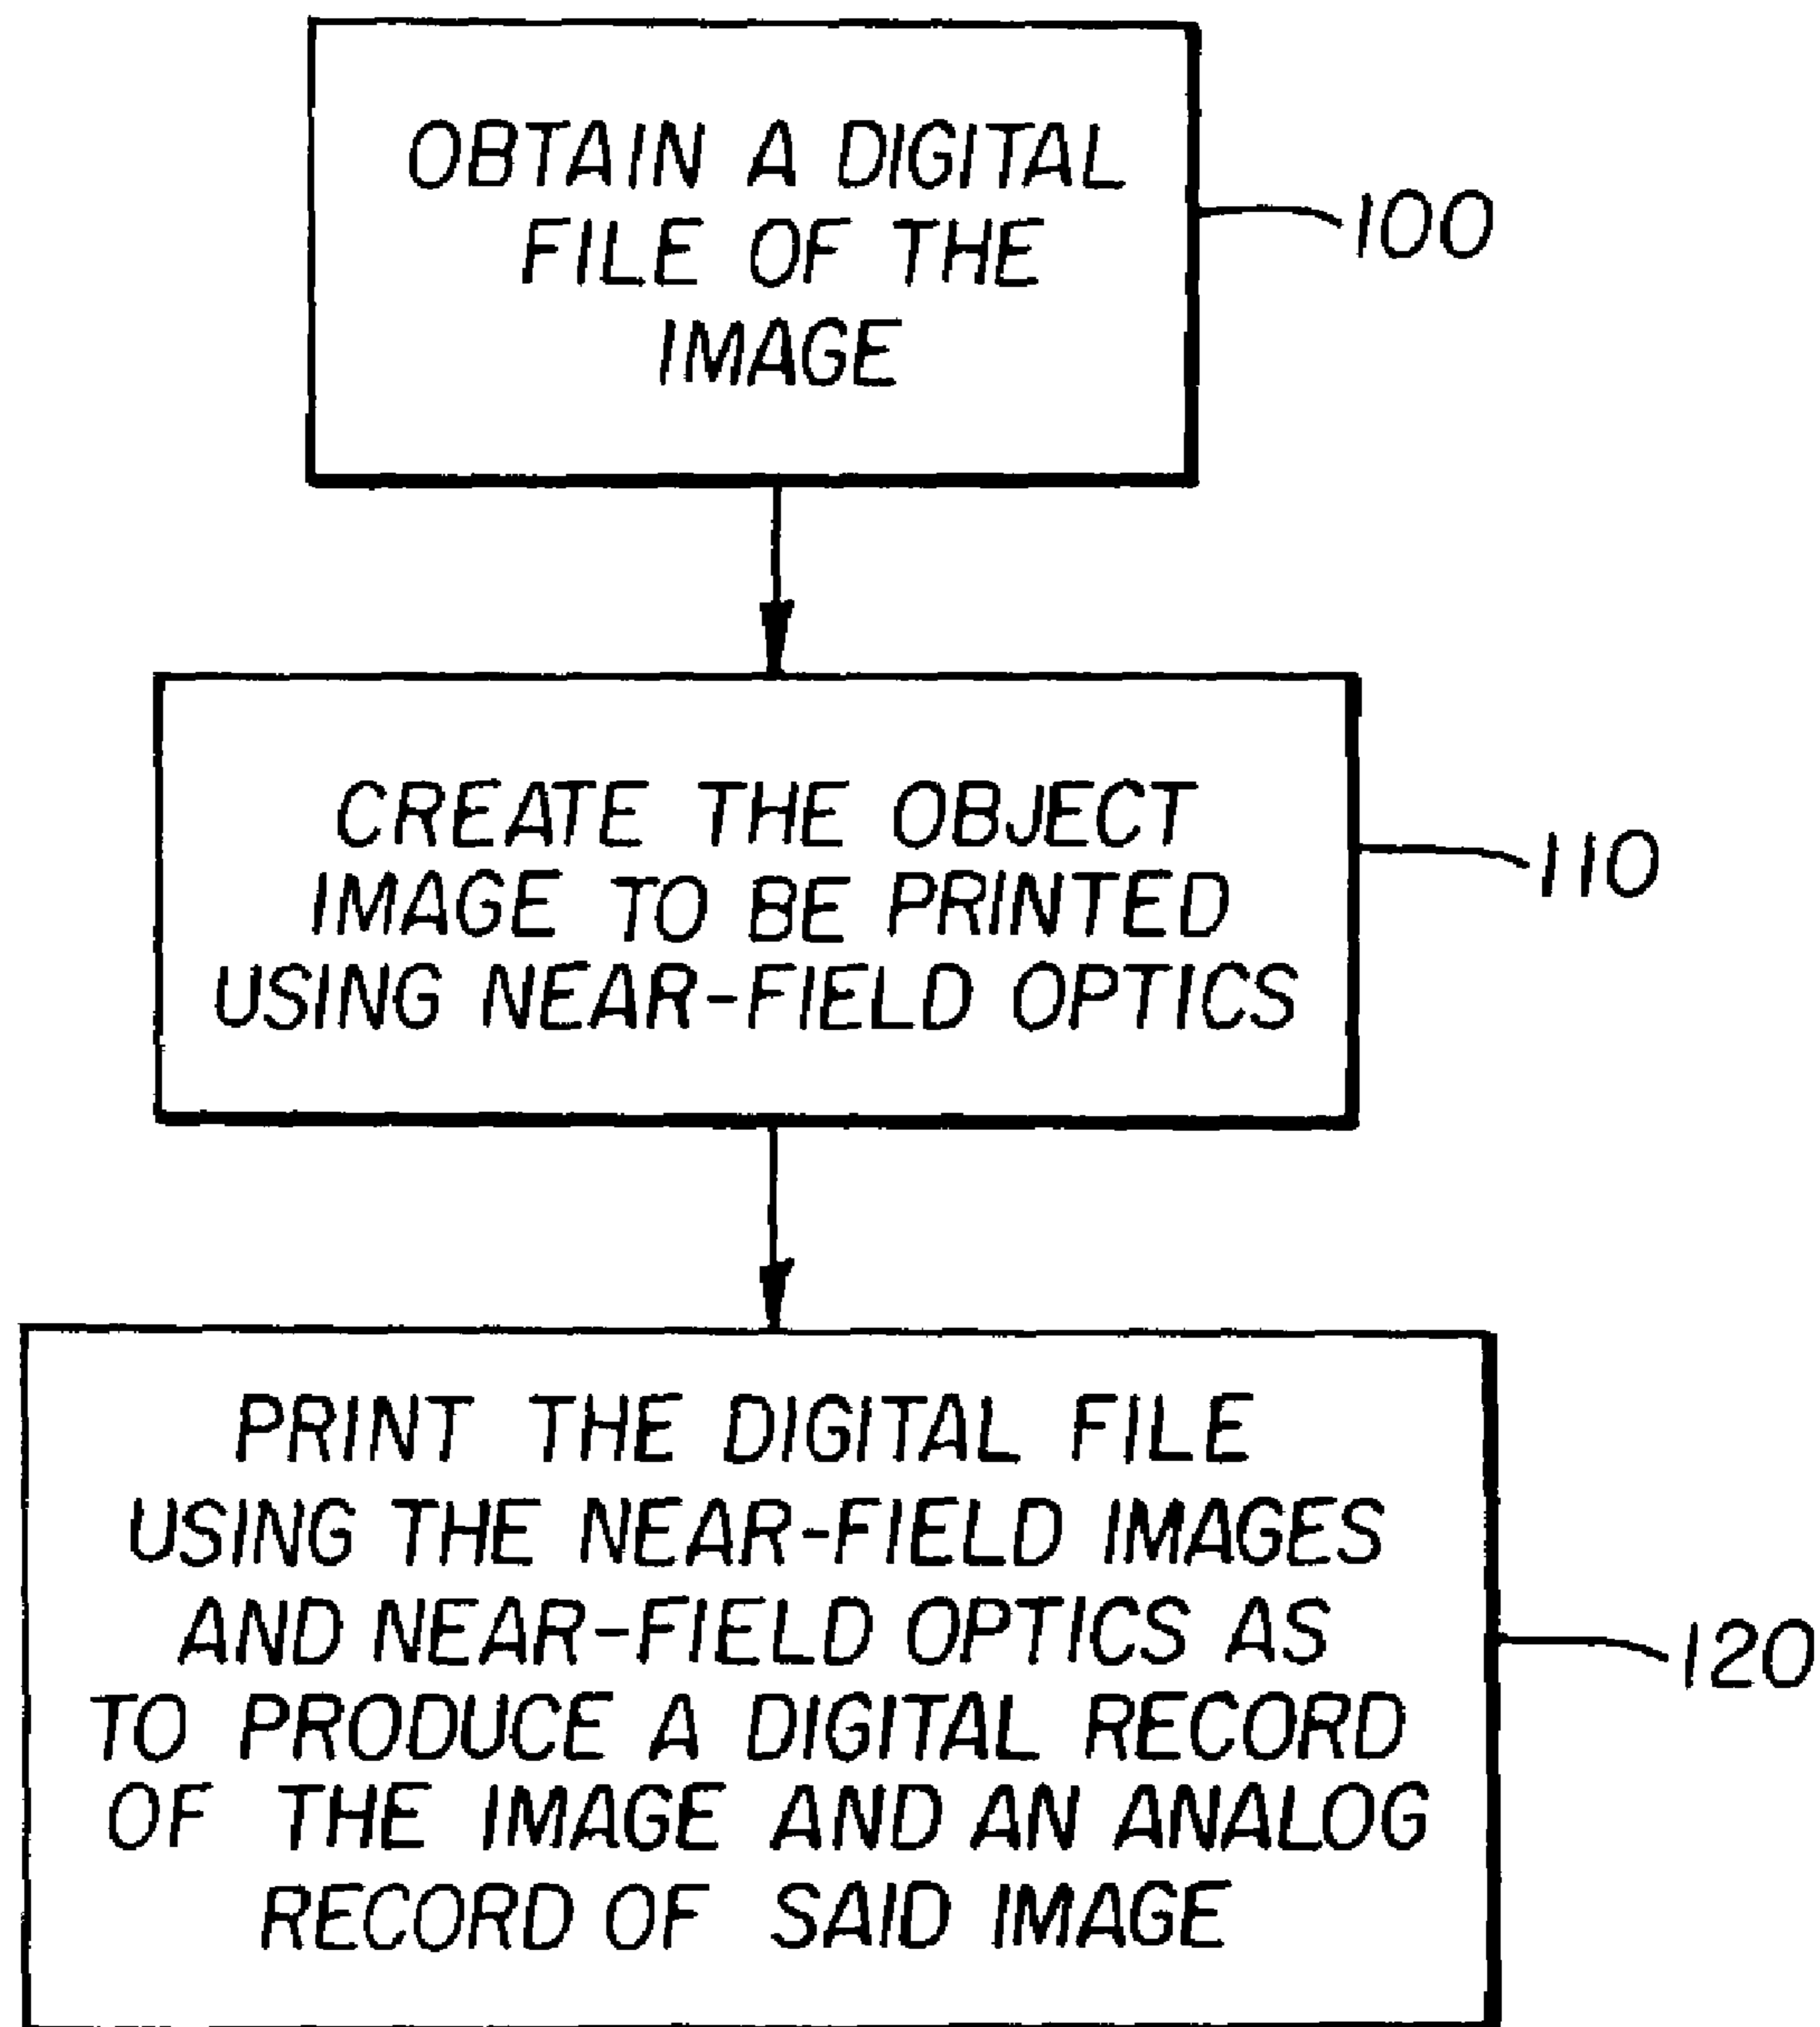 OBTAIN A DIGITAL
FILE OF THE
IMAGE
100
CREATE THE OBJECT
IMAGE TO BE PRINTED
USING NEAR-FIELD OPTICS
110
PRINT THE DIGITAL FILE
USING THE NEAR-FIELD IMAGES
AND NEAR-FIELD OPTICS AS
TO PRODUCE A DIGITAL RECORD
OF THE IMAGE AND AN ANALOG
RECORD OF SAID IMAGE
120